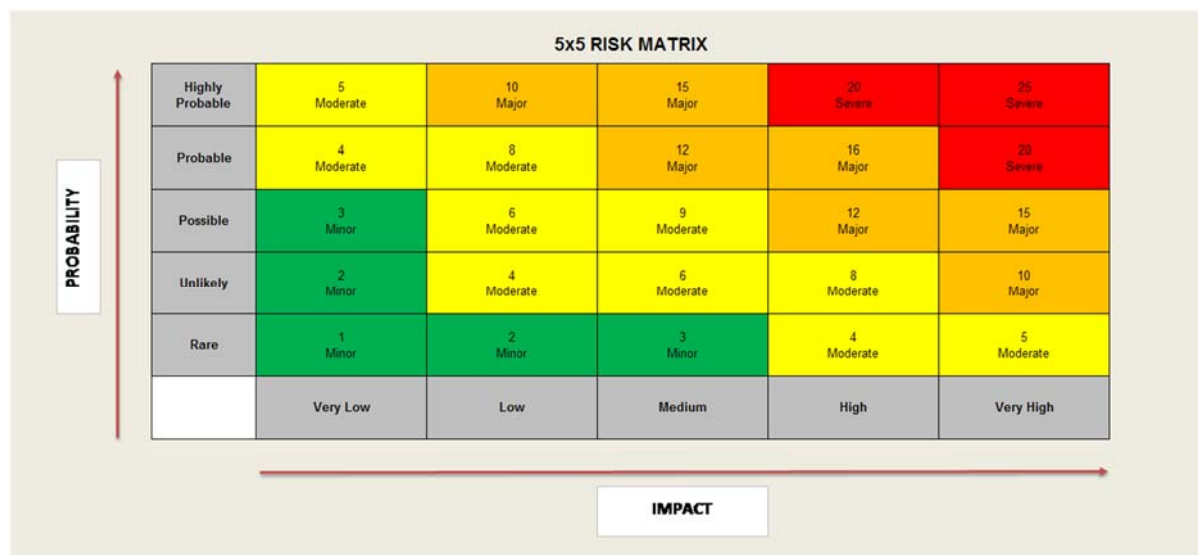 5x5 RISK MATRIX
Highly
Probable
5
Moderate
10
Major
15
Major
20
Severe
25
Severe
Probable
4
Moderate
8
Moderate
12
Major
16
Major
20
Severe
Possible
3
Minor
6
Moderate
9
Moderate
12
Major
15
Major
Unlikely
2
Minor
4
Moderate
6
Moderate
8
Moderate
10
Major
Rare
1
Minor
2
Minor
3
Minor
4
Moderate
5
Moderate
Very Low
Low
Medium
High
Very High
PROBABILITY
IMPACT